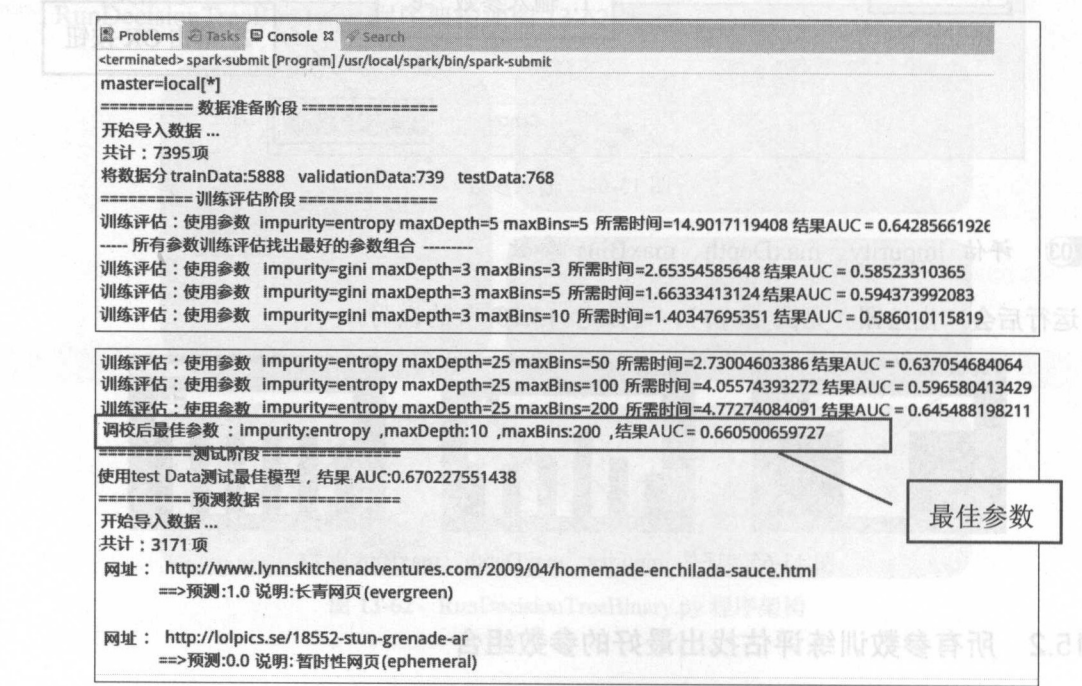 Problems Tasks Console Search
<terminated> spark-submit [Program] /usr/local/spark/bin/spark-submit
master=local[*]
========== 数据准备阶段 ===============
开始导入数据 ...
共计：7395项
将数据分 trainData:5888 validationData:739 testData:768
========== 训练评估阶段 ===============
训练评估：使用参数 impurity=entropy maxDepth=5 maxBins=5 所需时间=14.9017119408 结果AUC = 0.64285661926
----- 所有参数训练评估找出最好的参数组合 --------
训练评估：使用参数 impurity=gini maxDepth=3 maxBins=3 所需时间=2.65354585648 结果AUC = 0.58523310365
训练评估：使用参数 impurity=gini maxDepth=3 maxBins=5 所需时间=1.66333413124 结果AUC = 0.594373992083
训练评估：使用参数 impurity=gini maxDepth=3 maxBins=10 所需时间=1.40347695351 结果AUC = 0.5860101115819
训练评估：使用参数 impurity=entropy maxDepth=25 maxBins=50 所需时间=2.73004603386 结果AUC = 0.637054684064
训练评估：使用参数 impurity=entropy maxDepth=25 maxBins=100 所需时间=4.05574393272 结果AUC = 0.596580413429
训练评估：使用参数 impurity=entropy maxDepth=25 maxBins=200 所需时间=4.77274084091 结果AUC = 0.645488198211
调校后最佳参数：impurity:entropy ,maxDepth:10 ,maxBins:200 ,结果AUC = 0.660500659727
==========测试阶段===============
使用test Data测试最佳模型，结果 AUC:0.670227551438
==========预测数据===============
开始导入数据 ...
共计：3171 项
最佳参数
网址： http://www.lynnskitchenadventures.com/2009/04/homemade-enchilada-sauce.html
==>预测:1.0 说明:长青网页(evergreen)
网址： http://lolpics.se/18552-stun-grenade-ar
==>预测:0.0 说明:暂时性网页(ephemeral)